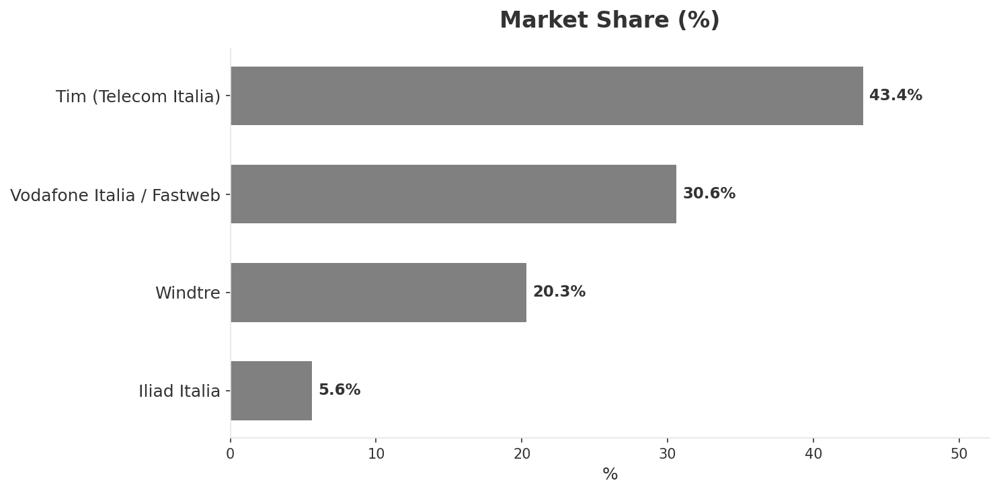 Market Share (%)
Tim (Telecom Italia)
43.4%
Vodafone Italia / Fastweb
30.6%
Windtre
20.3%
Iliad Italia
5.6%
0 10 20 30 40 50
%